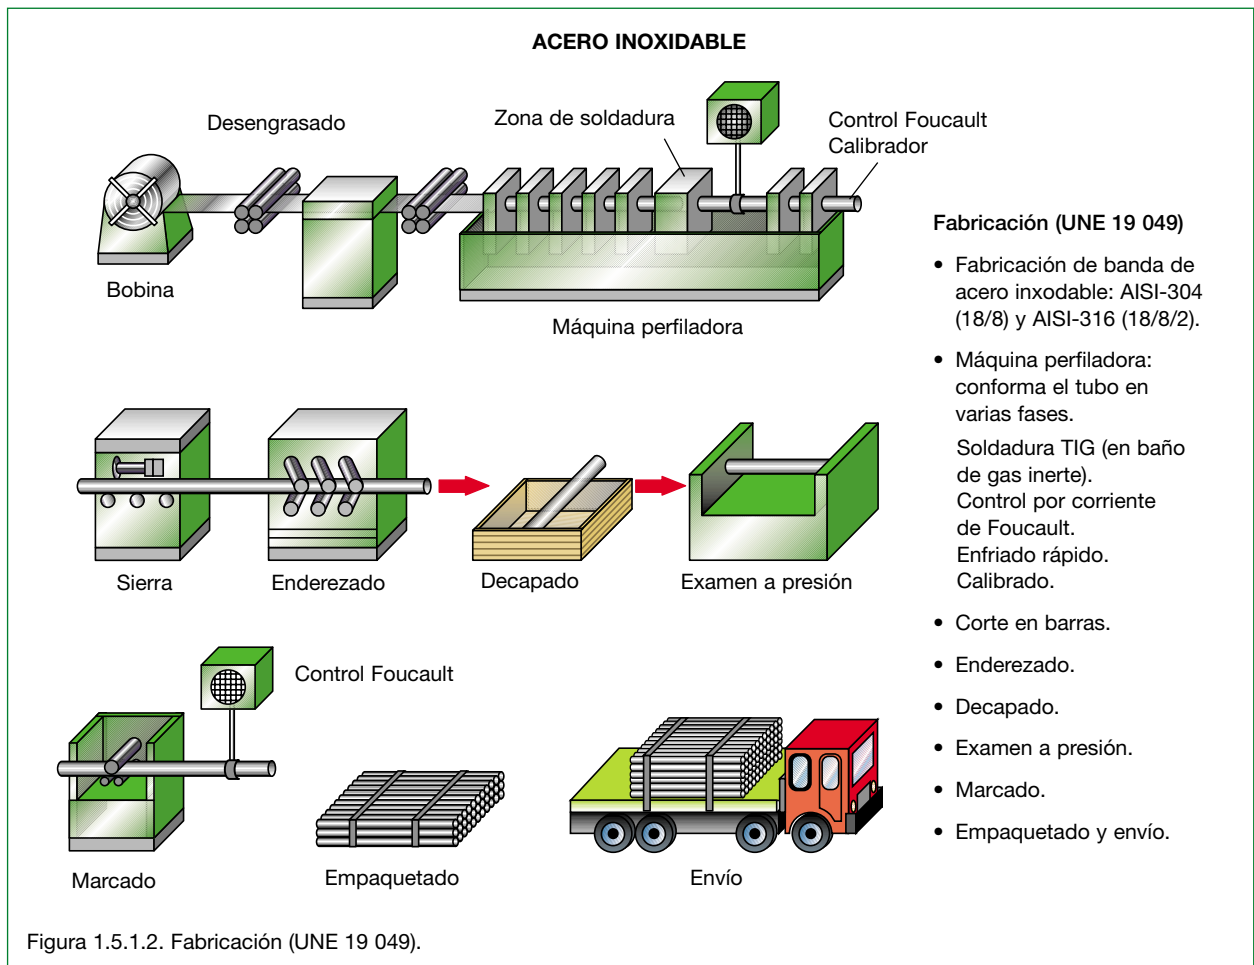 ACERO INOXIDABLE
Desengrasado
Zona de soldadura
Control Foucault
Calibrador
Bobina
Máquina perfiladora
Sierra
Enderezado
Decapado
Examen a presión
Control Foucault
Marcado
Empaquetado
Envío
Fabricación (UNE 19 049)
• Fabricación de banda de
acero inxodable: AISI-304
(18/8) y AISI-316 (18/8/2).
• Máquina perfiladora:
conforma el tubo en
varias fases.
Soldadura TIG (en baño
de gas inerte).
Control por corriente
de Foucault.
Enfriado rápido.
Calibrado.
• Corte en barras.
• Enderezado.
• Decapado.
• Examen a presión.
• Marcado.
• Empaquetado y envío.
Figura 1.5.1.2. Fabricación (UNE 19 049).